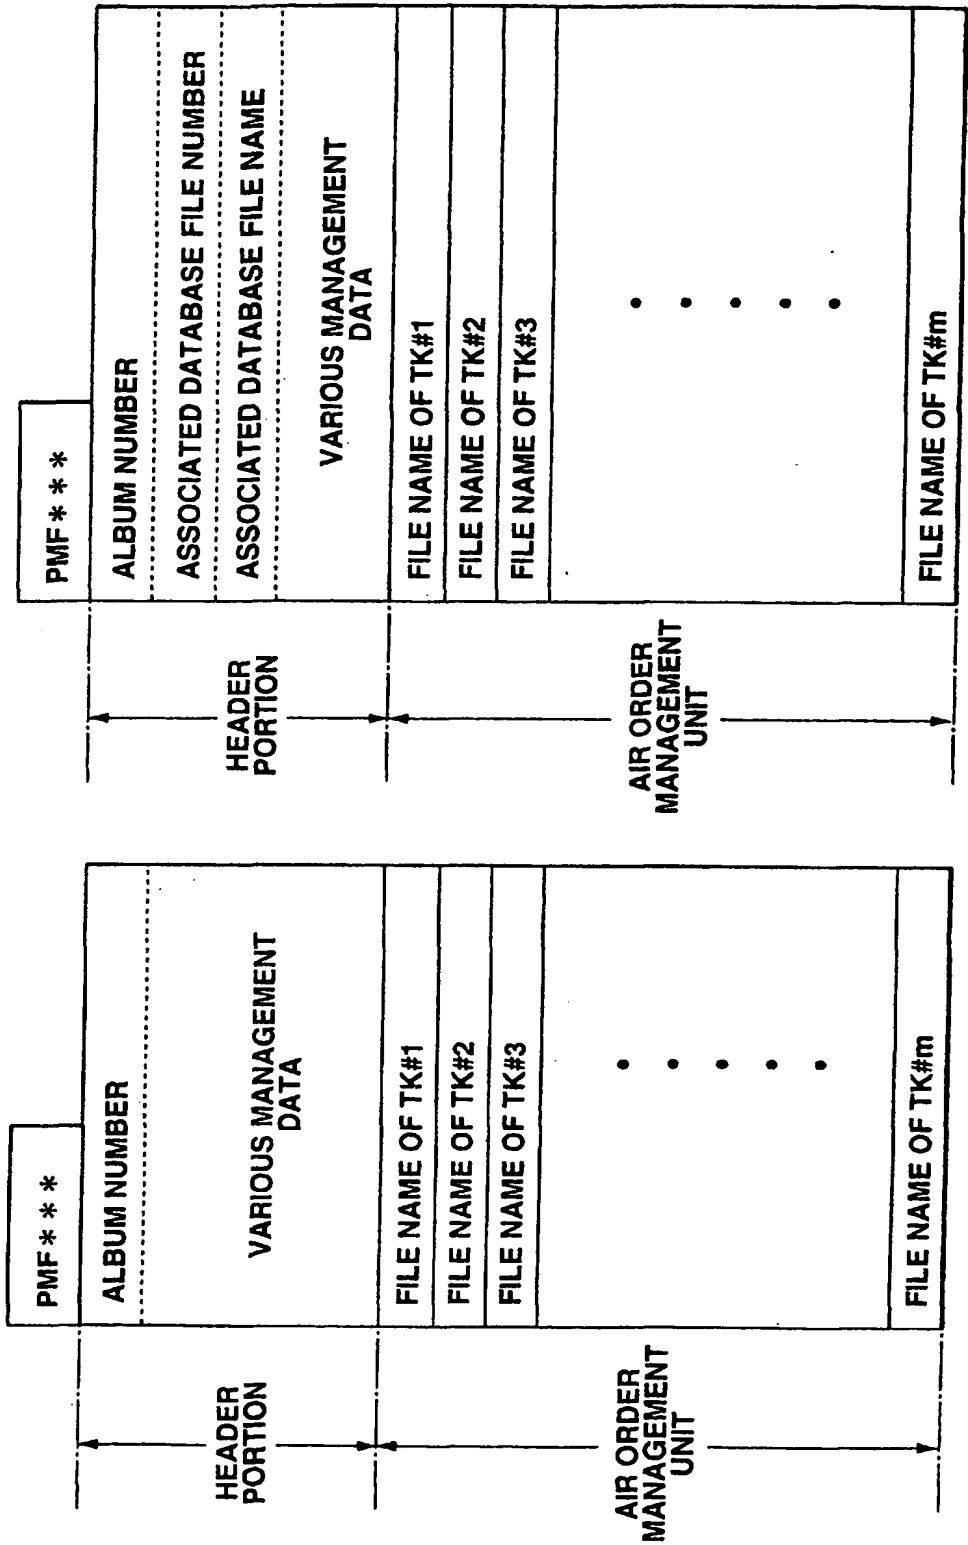 PMF＊＊＊
ALBUM NUMBER
VARIOUS MANAGEMENT
DATA
FILE NAME OF TK#1
FILE NAME OF TK#2
FILE NAME OF TK#3
FILE NAME OF TK#m
HEADER
PORTION
AIR ORDER
MANAGEMENT
UNIT
PMF＊＊＊
ALBUM NUMBER
ASSOCIATED DATABASE FILE NUMBER
ASSOCIATED DATABASE FILE NAME
VARIOUS MANAGEMENT
DATA
FILE NAME OF TK#1
FILE NAME OF TK#2
FILE NAME OF TK#3
FILE NAME OF TK#m
HEADER
PORTION
AIR ORDER
MANAGEMENT
UNIT